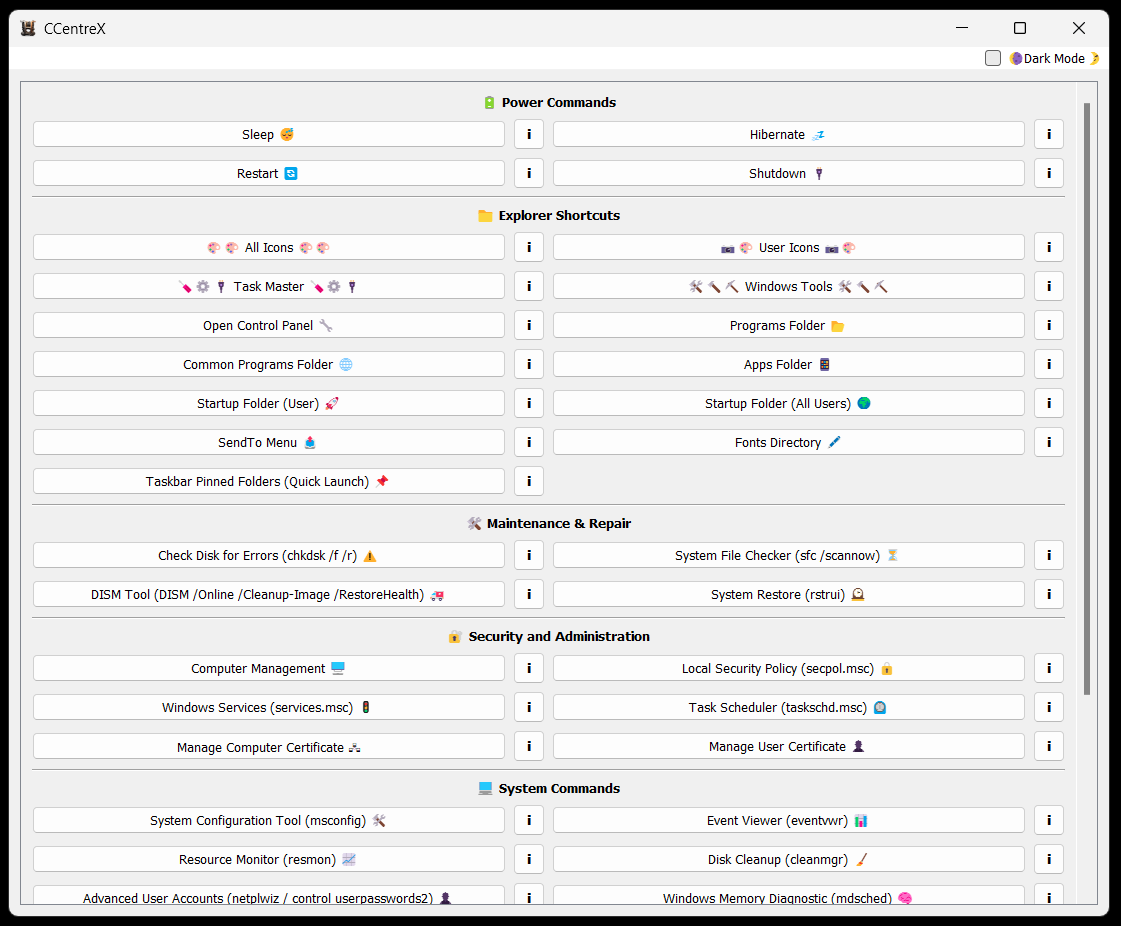 CCentreX
Dark Mode
Power Commands
Sleep i Hibernate i
Restart i Shutdown i
Explorer Shortcuts
All Icons i User Icons i
Task Master i Windows Tools i
Open Control Panel i Programs Folder i
Common Programs Folder i Apps Folder i
Startup Folder (User) i Startup Folder (All Users) i
SendTo Menu i Fonts Directory i
Taskbar Pinned Folders (Quick Launch) i
Maintenance & Repair
Check Disk for Errors (chkdsk /f /r) i System File Checker (sfc /scannow) i
DISM Tool (DISM /Online /Cleanup-Image /RestoreHealth) i System Restore (rstrui) i
Security and Administration
Computer Management i Local Security Policy (secpol.msc) i
Windows Services (services.msc) i Task Scheduler (taskschd.msc) i
Manage Computer Certificate i Manage User Certificate i
System Commands
System Configuration Tool (msconfig) i Event Viewer (eventvwr) i
Resource Monitor (resmon) i Disk Cleanup (cleanmgr) i
Advanced User Accounts (netplwiz / control userpasswords2) i Windows Memory Diagnostic (mdsched) i